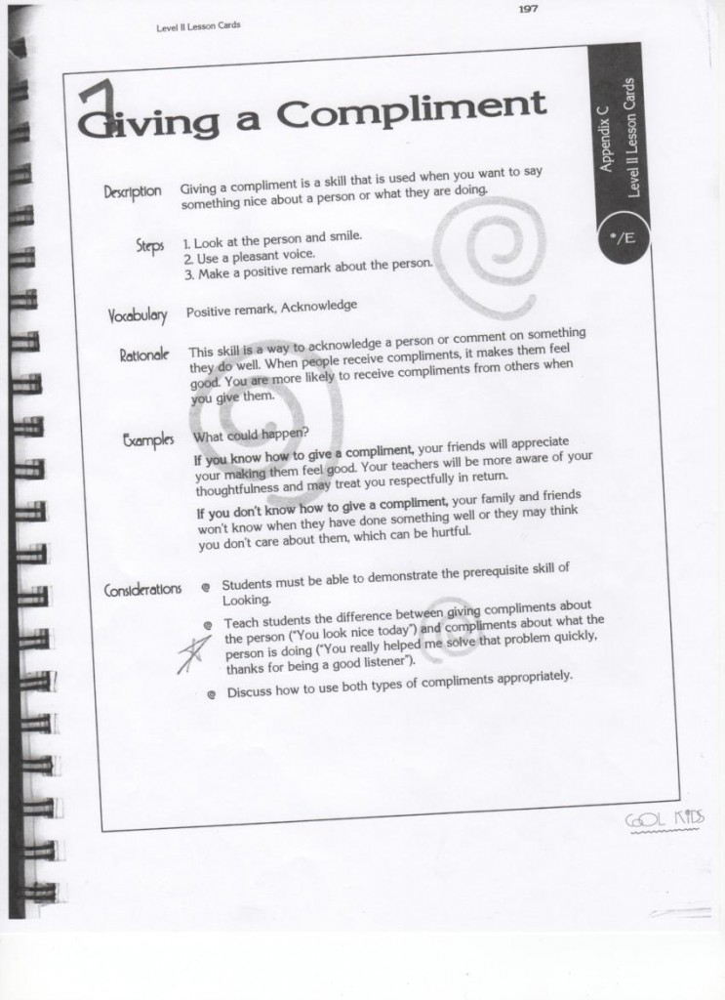 197
Level II Lesson Cards
7
Giving a Compliment
Appendix C
Level II Lesson Cards
*/E
Description Giving a compliment is a skill that is used when you want to say
something nice about a person or what they are doing.
Steps 1. Look at the person and smile.
2. Use a pleasant voice.
3. Make a positive remark about the person.
Vocabulary Positive remark, Acknowledge
Rationale This skill is a way to acknowledge a person or comment on something
they do well. When people receive compliments, it makes them feel
good. You are more likely to receive compliments from others when
you give them.
Examples What could happen?
If you know how to give a compliment, your friends will appreciate
your making them feel good. Your teachers will be more aware of your
thoughtfulness and may treat you respectfully in return.
If you don't know how to give a compliment, your family and friends
won't know when they have done something well or they may think
you don't care about them, which can be hurtful.
Considerations Students must be able to demonstrate the prerequisite skill of
Looking.
Teach students the difference between giving compliments about
the person ("You look nice today") and compliments about what the
person is doing ("You really helped me solve that problem quickly,
thanks for being a good listener").
Discuss how to use both types of compliments appropriately.
COOL KIDS